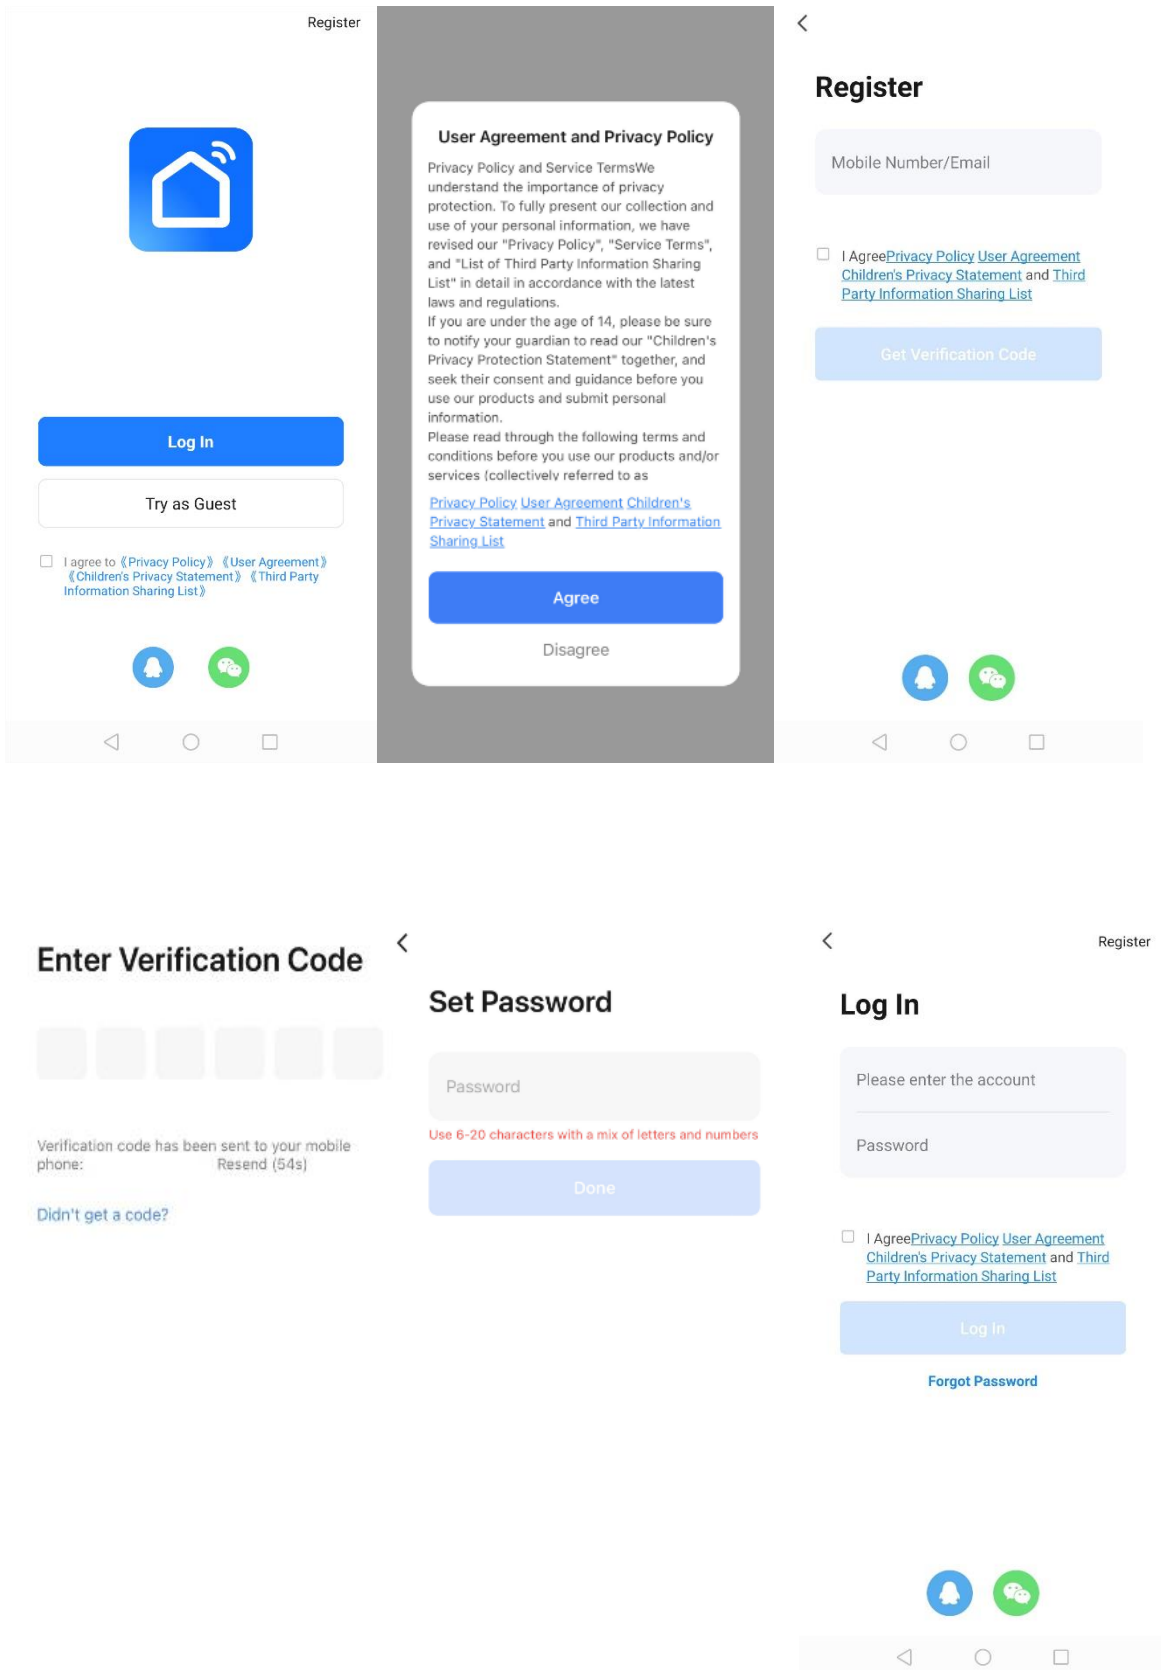 Register
Log In
Try as Guest
I agree to 《Privacy Policy》 《User Agreement》
《Children's Privacy Statement》 《Third Party
Information Sharing List》
User Agreement and Privacy Policy
Privacy Policy and Service TermsWe
understand the importance of privacy
protection. To fully present our collection and
use of your personal information, we have
revised our "Privacy Policy", "Service Terms",
and "List of Third Party Information Sharing
List" in detail in accordance with the latest
laws and regulations.
If you are under the age of 14, please be sure
to notify your guardian to read our "Children's
Privacy Protection Statement" together, and
seek their consent and guidance before you
use our products and submit personal
information.
Please read through the following terms and
conditions before you use our products and/or
services (collectively referred to as
Privacy Policy User Agreement Children's
Privacy Statement and Third Party Information
Sharing List
Agree
Disagree
Register
Mobile Number/Email
I AgreePrivacy Policy User Agreement
Children's Privacy Statement and Third
Party Information Sharing List
Get Verification Code
Enter Verification Code
Verification code has been sent to your mobile
phone: Resend (54s)
Didn't get a code?
Set Password
Password
Use 6-20 characters with a mix of letters and numbers
Done
Register
Log In
Please enter the account
Password
I AgreePrivacy Policy User Agreement
Children's Privacy Statement and Third
Party Information Sharing List
Log In
Forgot Password